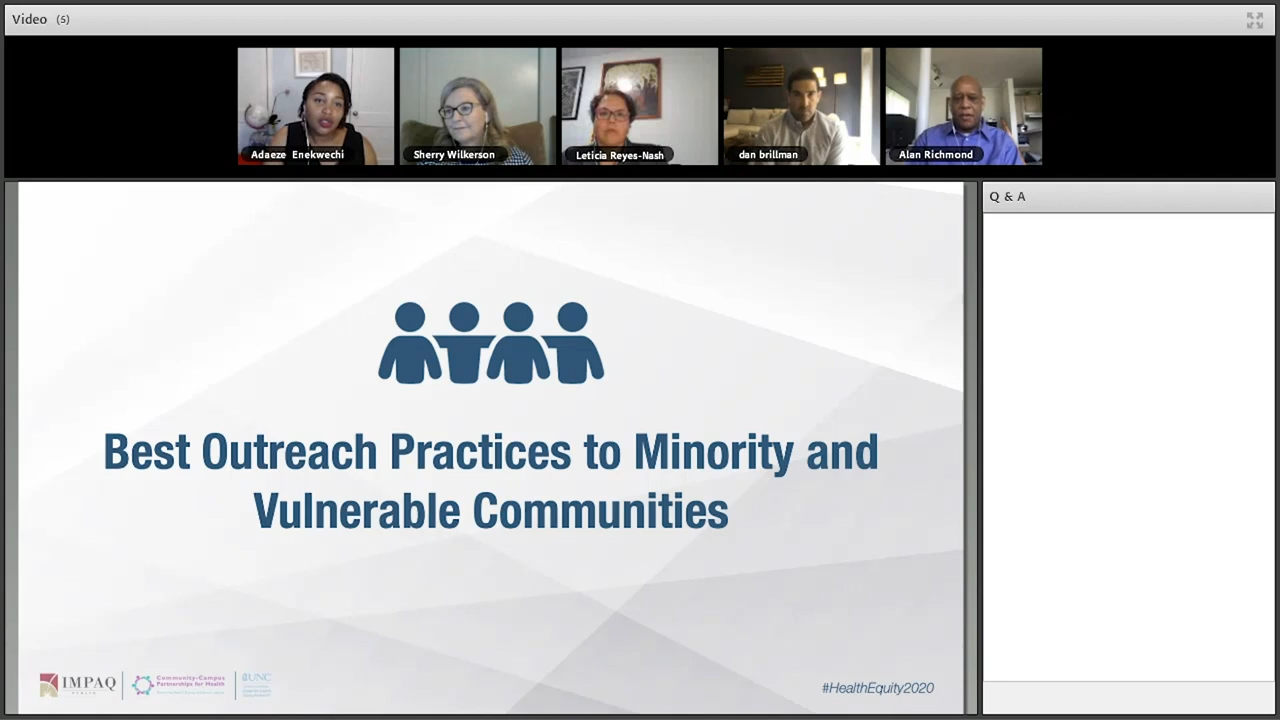 Video (5)
Adaeze Enekwechi
Sherry Wilkerson
Leticia Reyes-Nash
dan brillman
Alan Richmond
Q & A
Best Outreach Practices to Minority and
Vulnerable Communities
IMPAQ
Community-Campus
Partnerships for Health
UNC
#HealthEquity2020